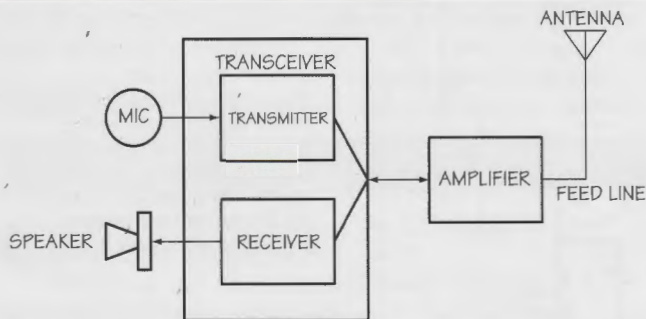 ANTENNA
TRANSCEIVER
MIC
TRANSMITTER
AMPLIFIER
FEED LINE
SPEAKER
RECEIVER